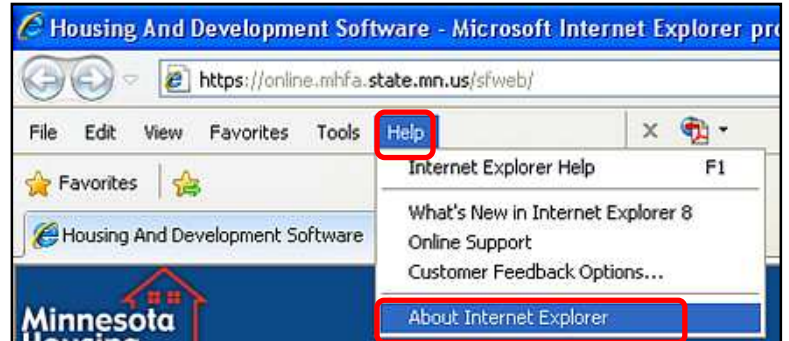 Housing And Development Software - Microsoft Internet Explorer pro
https://online.mhfa.state.mn.us/sfweb/
File Edit View Favorites Tools Help
Favorites
Internet Explorer Help F1
What's New in Internet Explorer 8
Housing And Development Software
Online Support
Customer Feedback Options...
About Internet Explorer
Minnesota
Housing